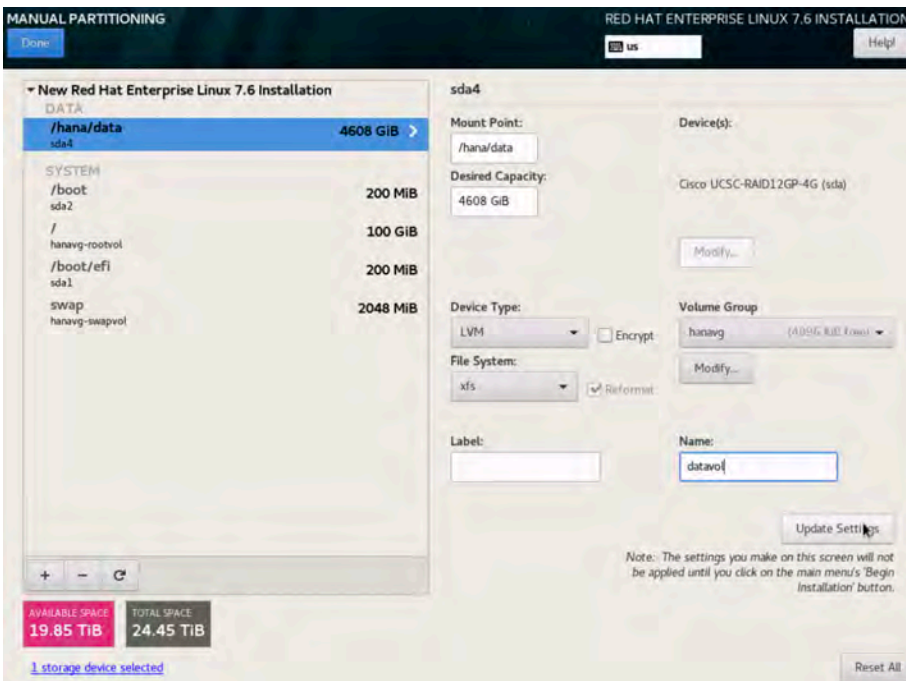 MANUAL PARTITIONING
RED HAT ENTERPRISE LINUX 7.6 INSTALLATION
Done
us
Help!
New Red Hat Enterprise Linux 7.6 Installation
DATA
/hana/data
4608 GiB
sda4
SYSTEM
/boot
200 MiB
sda2
/
100 GiB
hanavg-rootvol
/boot/efi
200 MiB
sda1
swap
2048 MiB
hanavg-swapvol
sda4
Mount Point:
/hana/data
Desired Capacity:
4608 GiB
Device(s):
Cisco UCSC-RAID12GP-4G (sda)
Modify...
Device Type:
LVM
Encrypt
File System:
xfs
Reformat
Volume Group
hanavg (4096 KiB free)
Modify...
Label:
Name:
datavol
Update Settings
Note: The settings you make on this screen will not
be applied until you click on the main menu's 'Begin
Installation' button.
+ −
AVAILABLE SPACE
19.85 TiB
TOTAL SPACE
24.45 TiB
1 storage device selected
Reset All